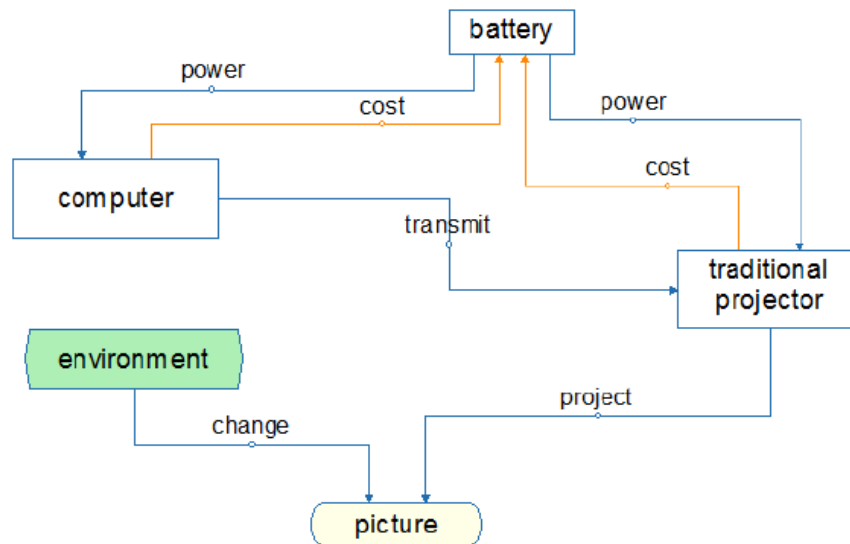 battery
power
cost
power
computer
cost
transmit
traditional
projector
environment
project
change
picture